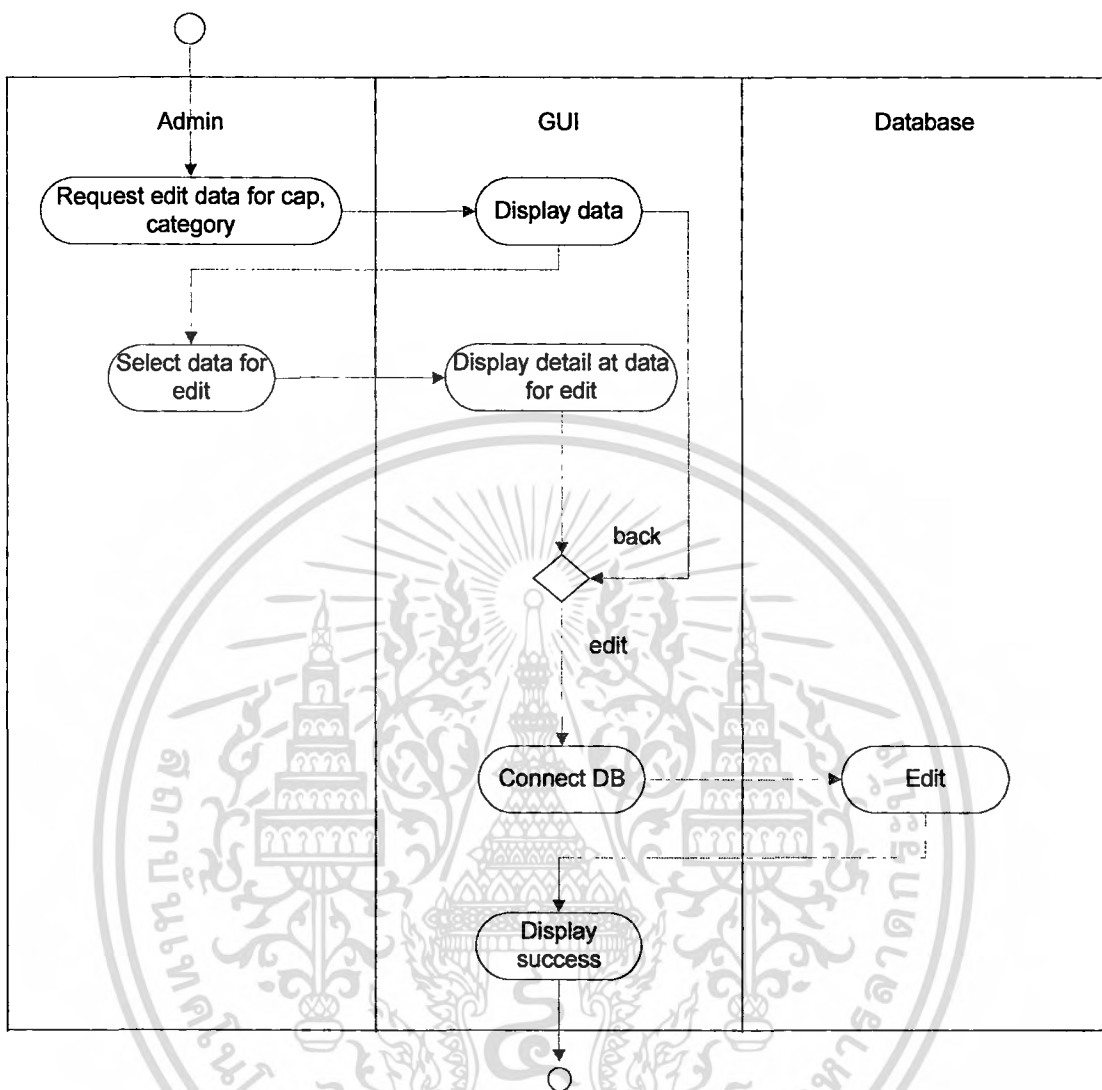 Admin
GUI
Database
Request edit data for cap,
category
Display data
Select data for
edit
Display detail at data
for edit
back
edit
Connect DB
Edit
Display
success